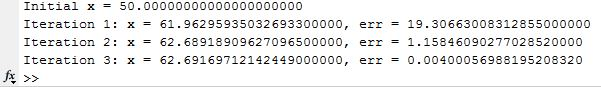 Initial x = 50.00000000000000000000
Iteration 1: x = 61.96295935032693300000, err = 19.30663008312855000000
Iteration 2: x = 62.68918909627096500000, err = 1.15846090277028520000
Iteration 3: x = 62.69169712142449000000, err = 0.00400056988195208320
fx >>